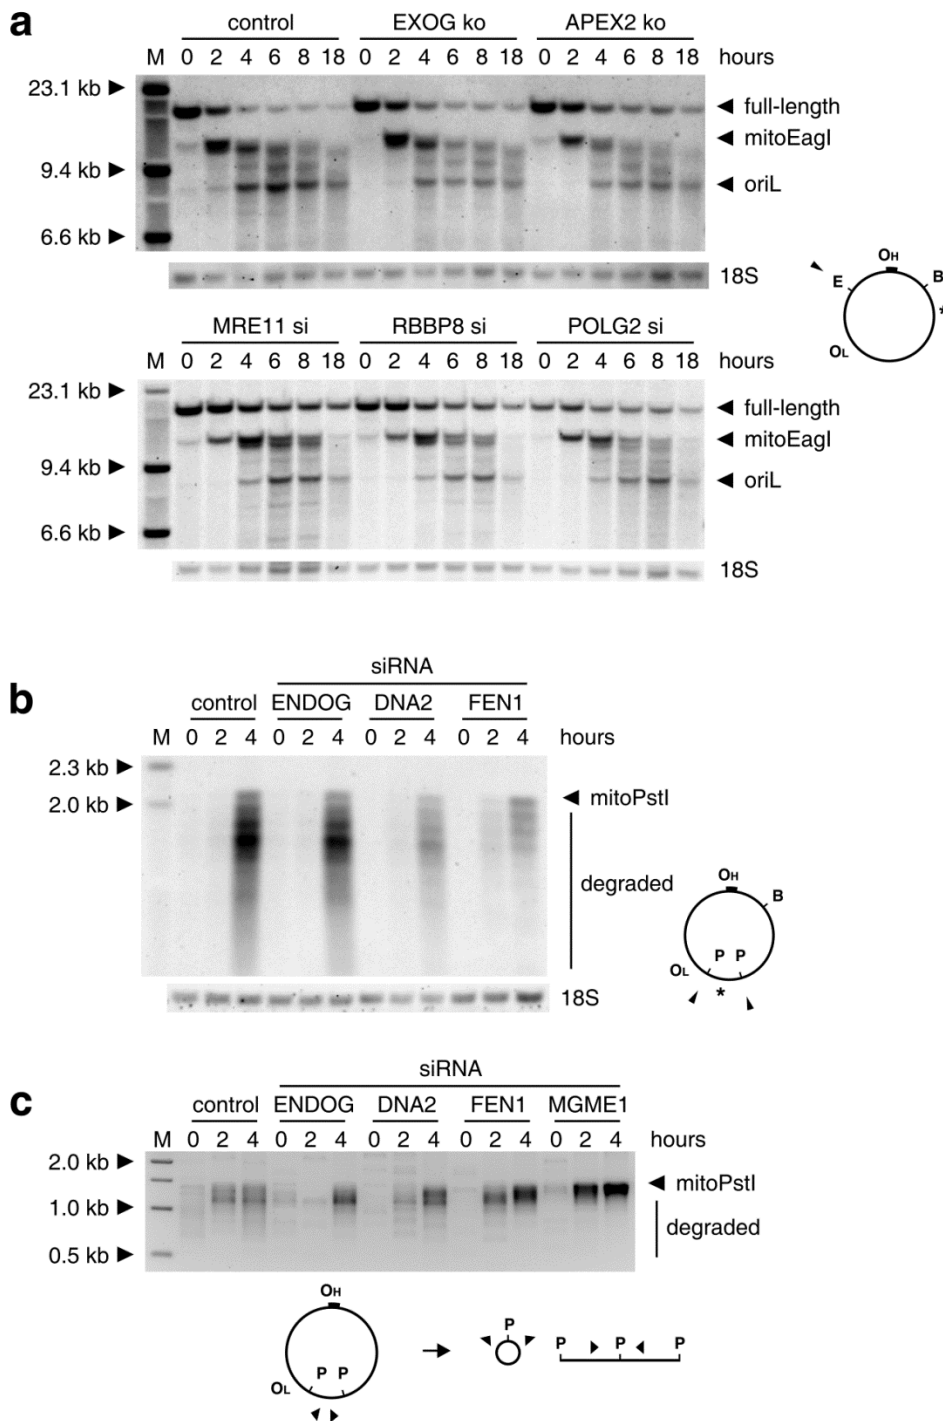 a
control EXOG ko APEX2 ko
M 0 2 4 6 8 18 0 2 4 6 8 18 0 2 4 6 8 18 hours
23.1 kb
full-length
mitoEagI
9.4 kb
oriL
6.6 kb
18S
OH
E B
*
OL
MRE11 si RBBP8 si POLG2 si
M 0 2 4 6 8 18 0 2 4 6 8 18 0 2 4 6 8 18 hours
23.1 kb
full-length
mitoEagI
9.4 kb
oriL
6.6 kb
18S
siRNA
b
control ENDOG DNA2 FEN1
M 0 2 4 0 2 4 0 2 4 0 2 4 hours
2.3 kb
2.0 kb
mitoPstI
degraded
18S
OH
B
P P
OL
*
siRNA
c
control ENDOG DNA2 FEN1 MGME1
M 0 2 4 0 2 4 0 2 4 0 2 4 0 2 4 hours
2.0 kb
mitoPstI
1.0 kb
degraded
0.5 kb
OH
P
P P P
P P
OL